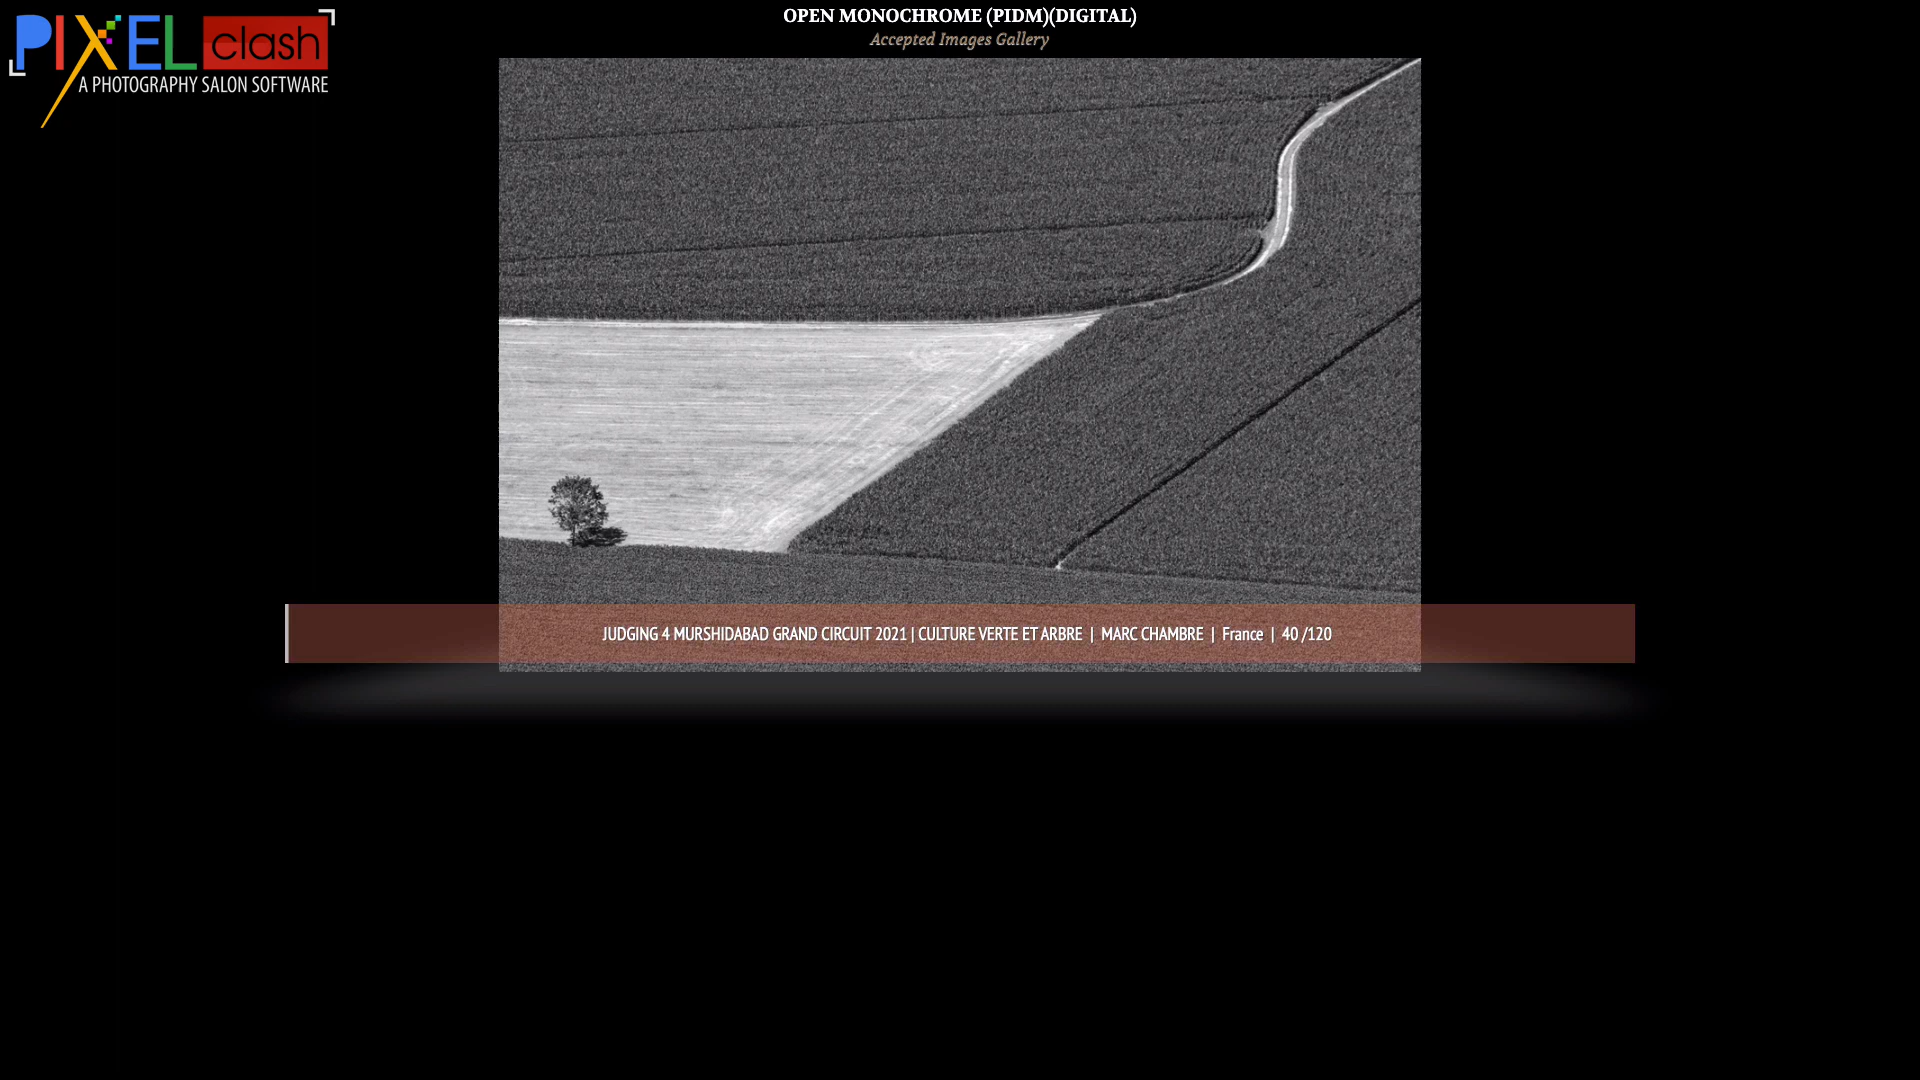 PIXEL clash
A PHOTOGRAPHY SALON SOFTWARE
OPEN MONOCHROME (PIDM)(DIGITAL)
Accepted Images Gallery
JUDGING 4 MURSHIDABAD GRAND CIRCUIT 2021 | CULTURE VERTE ET ARBRE | MARC CHAMBRE | France | 40 /120